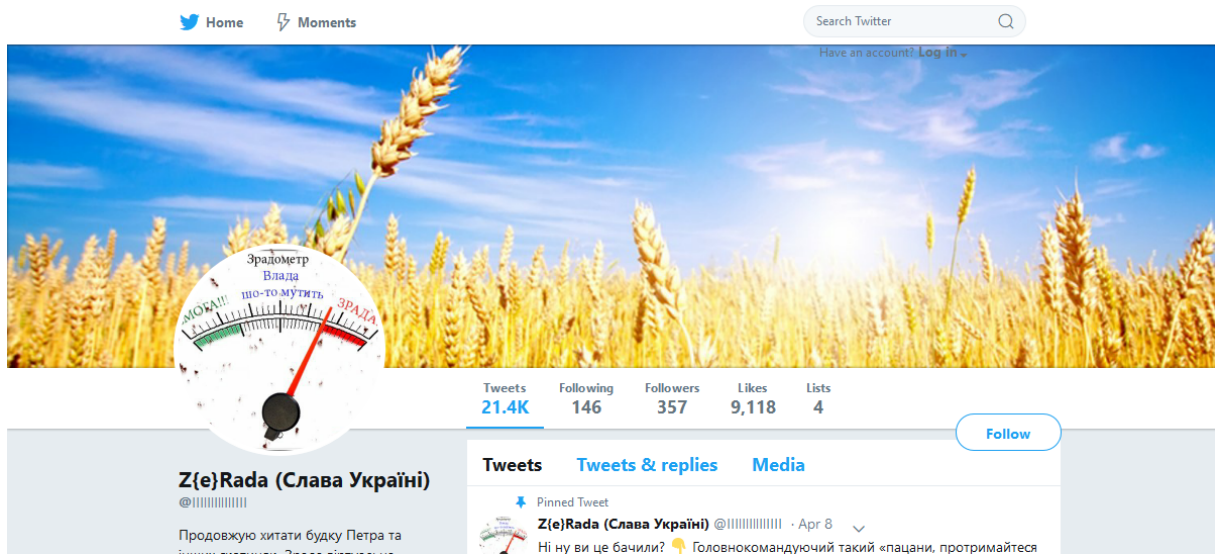 Home
Moments
Search Twitter
Have an account? Log in
Зрадометр
Влада
шо-то мутить
МОГА!!!
ЗРАДА
Tweets
Following
Followers
Likes
Lists
21.4K
146
357
9,118
4
Follow
Tweets
Tweets & replies
Media
Z{e}Rada (Слава Україні)
Продовжую хитати будку Петра та
Pinned Tweet
Z{e}Rada (Слава Україні) · Apr 8
Ні ну ви це бачили? 👇 Головнокомандуючий такий «пацани, протримайтеся